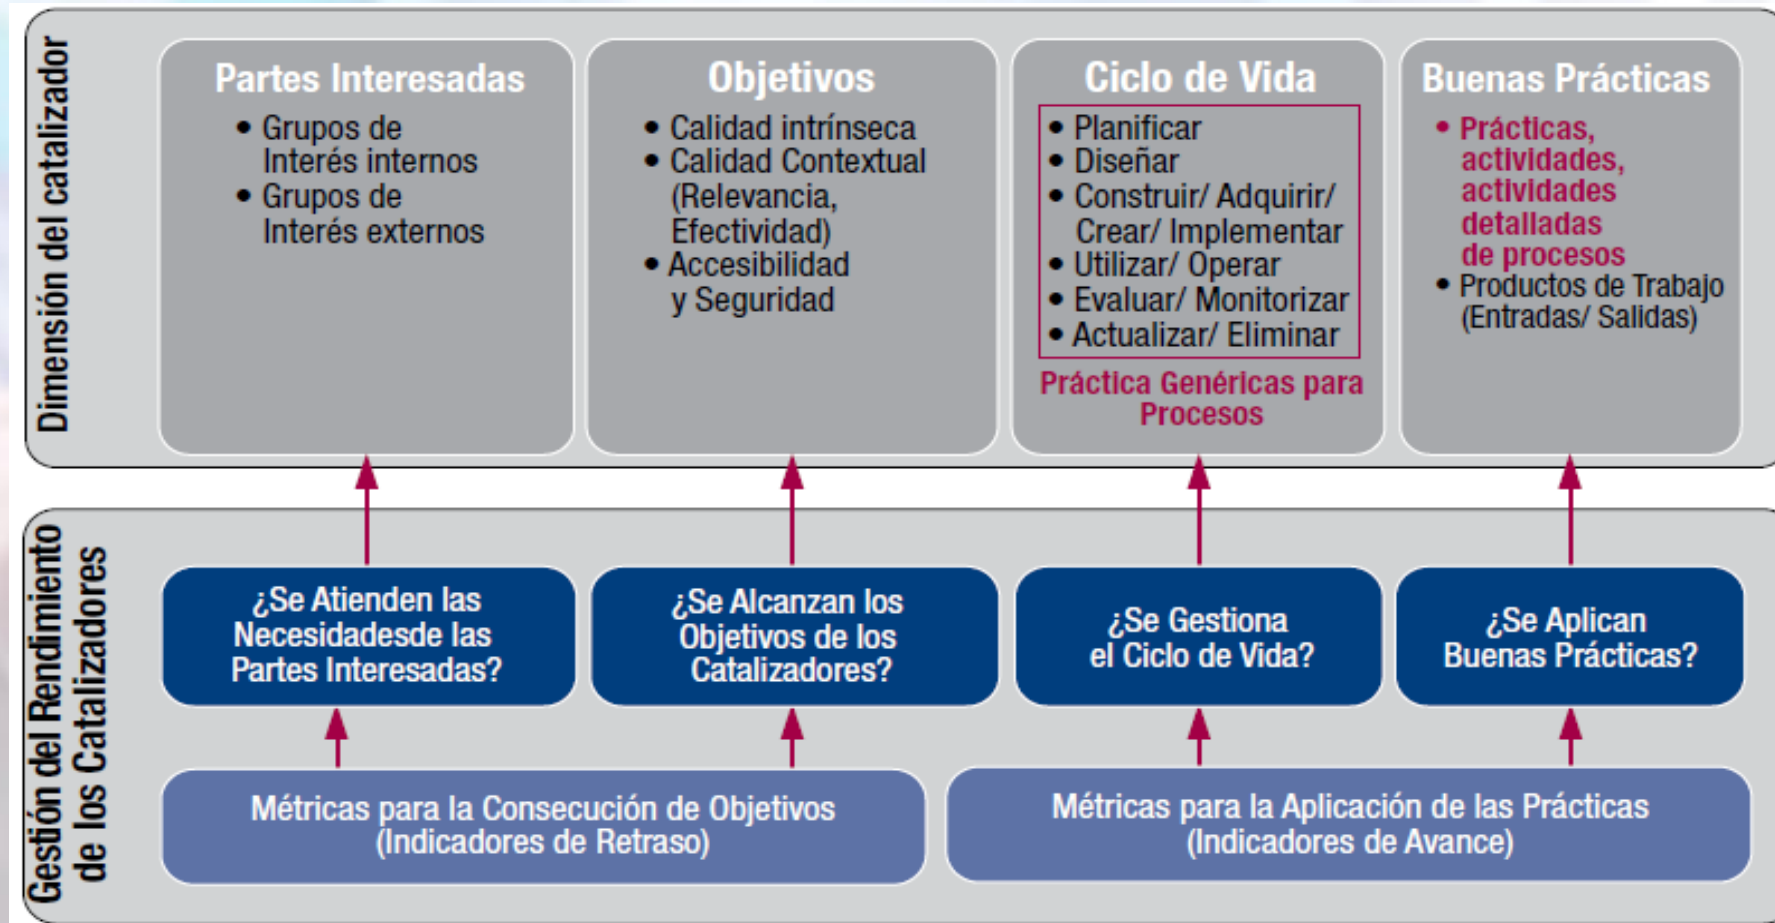 Dimensión del catalizador
Partes Interesadas
• Grupos de
Interés internos
• Grupos de
Interés externos
Objetivos
• Calidad intrínseca
• Calidad Contextual
(Relevancia,
Efectividad)
• Accesibilidad
y Seguridad
Ciclo de Vida
• Planificar
• Diseñar
• Construir/ Adquirir/
Crear/ Implementar
• Utilizar/ Operar
• Evaluar/ Monitorizar
• Actualizar/ Eliminar
Práctica Genéricas para
Procesos
Buenas Prácticas
• Prácticas,
actividades,
actividades
detalladas
de procesos
• Productos de Trabajo
(Entradas/ Salidas)
Gestión del Rendimiento
de los Catalizadores
¿Se Atienden las
Necesidadesde las
Partes Interesadas?
¿Se Alcanzan los
Objetivos de los
Catalizadores?
¿Se Gestiona
el Ciclo de Vida?
¿Se Aplican
Buenas Prácticas?
Métricas para la Consecución de Objetivos
(Indicadores de Retraso)
Métricas para la Aplicación de las Prácticas
(Indicadores de Avance)